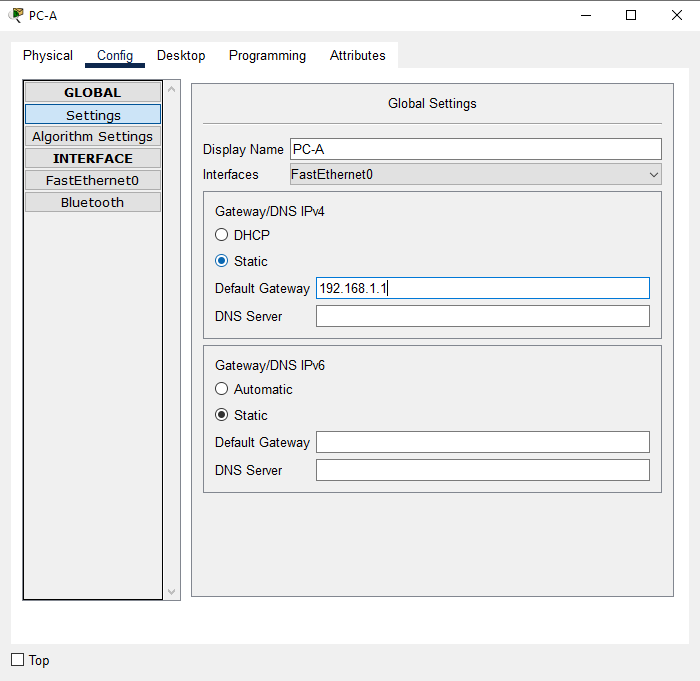 PC-A
Physical Config Desktop Programming Attributes
GLOBAL
Settings
Algorithm Settings
INTERFACE
FastEthernet0
Bluetooth
Global Settings
Display Name PC-A
Interfaces FastEthernet0
Gateway/DNS IPv4
DHCP
Static
Default Gateway 192.168.1.1
DNS Server
Gateway/DNS IPv6
Automatic
Static
Default Gateway
DNS Server
Top